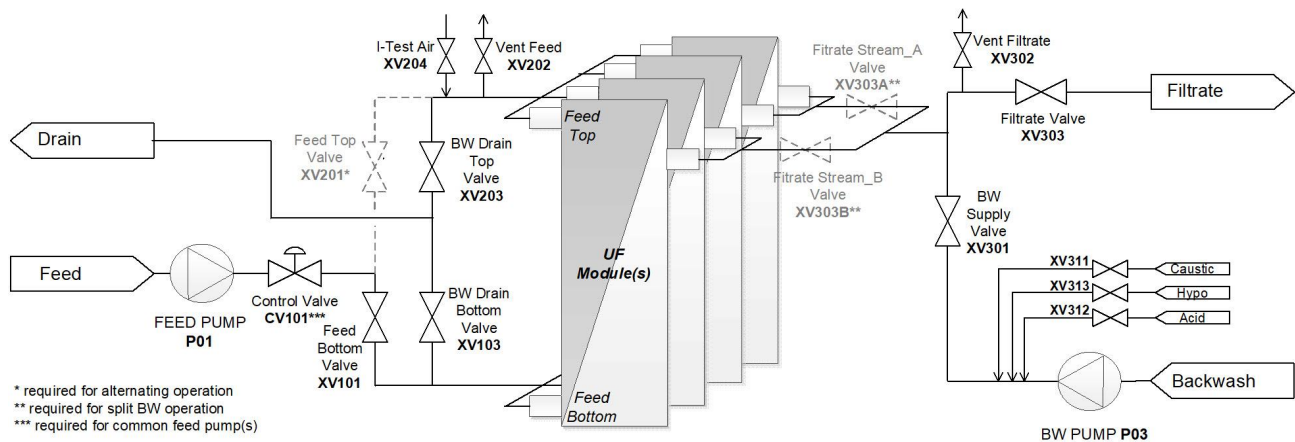 I-Test Air
XV204
Vent Feed
XV202
Fitrate Stream_A
Valve
XV303A**
Vent Filtrate
XV302
Filtrate
Filtrate Valve
XV303
Drain
Feed Top
Valve
XV201*
BW Drain
Top
Valve
XV203
Feed
Top
Fitrate Stream_B
Valve
XV303B**
BW
Supply
Valve
XV301
UF
Module(s)
Feed
FEED PUMP
P01
Control Valve
CV101***
Feed
Bottom
Valve
XV101
BW Drain
Bottom
Valve
XV103
XV311
Caustic
XV313
Hypo
XV312
Acid
Feed
Bottom
Backwash
BW PUMP P03
* required for alternating operation
** required for split BW operation
*** required for common feed pump(s)